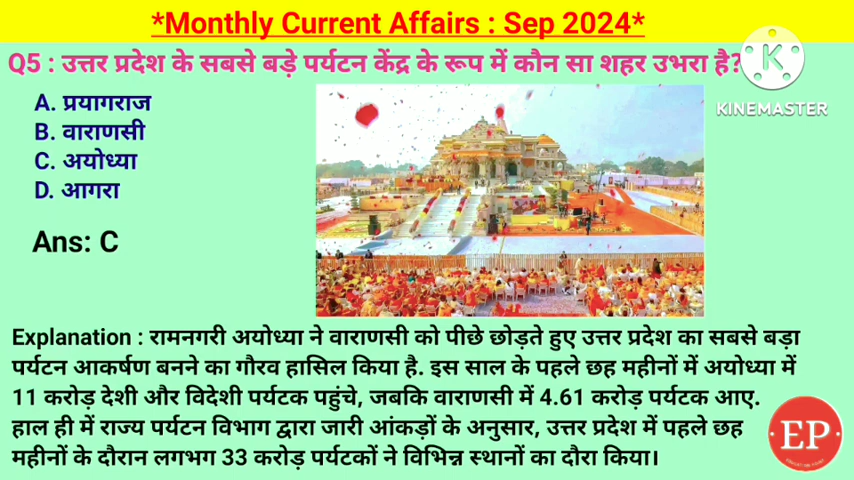 *Monthly Current Affairs : Sep 2024*
Q5 : उत्तर प्रदेश के सबसे बड़े पर्यटन केंद्र के रूप में कौन सा शहर उभरा है?
KINEMASTER
A. प्रयागराज
B. वाराणसी
C. अयोध्या
D. आगरा
Ans: C
Explanation : रामनगरी अयोध्या ने वाराणसी को पीछे छोड़ते हुए उत्तर प्रदेश का सबसे बड़ा
पर्यटन आकर्षण बनने का गौरव हासिल किया है. इस साल के पहले छह महीनों में अयोध्या में
11 करोड़ देशी और विदेशी पर्यटक पहुंचे, जबकि वाराणसी में 4.61 करोड़ पर्यटक आए.
हाल ही में राज्य पर्यटन विभाग द्वारा जारी आंकड़ों के अनुसार, उत्तर प्रदेश में पहले छह
महीनों के दौरान लगभग 33 करोड़ पर्यटकों ने विभिन्न स्थानों का दौरा किया।
EP